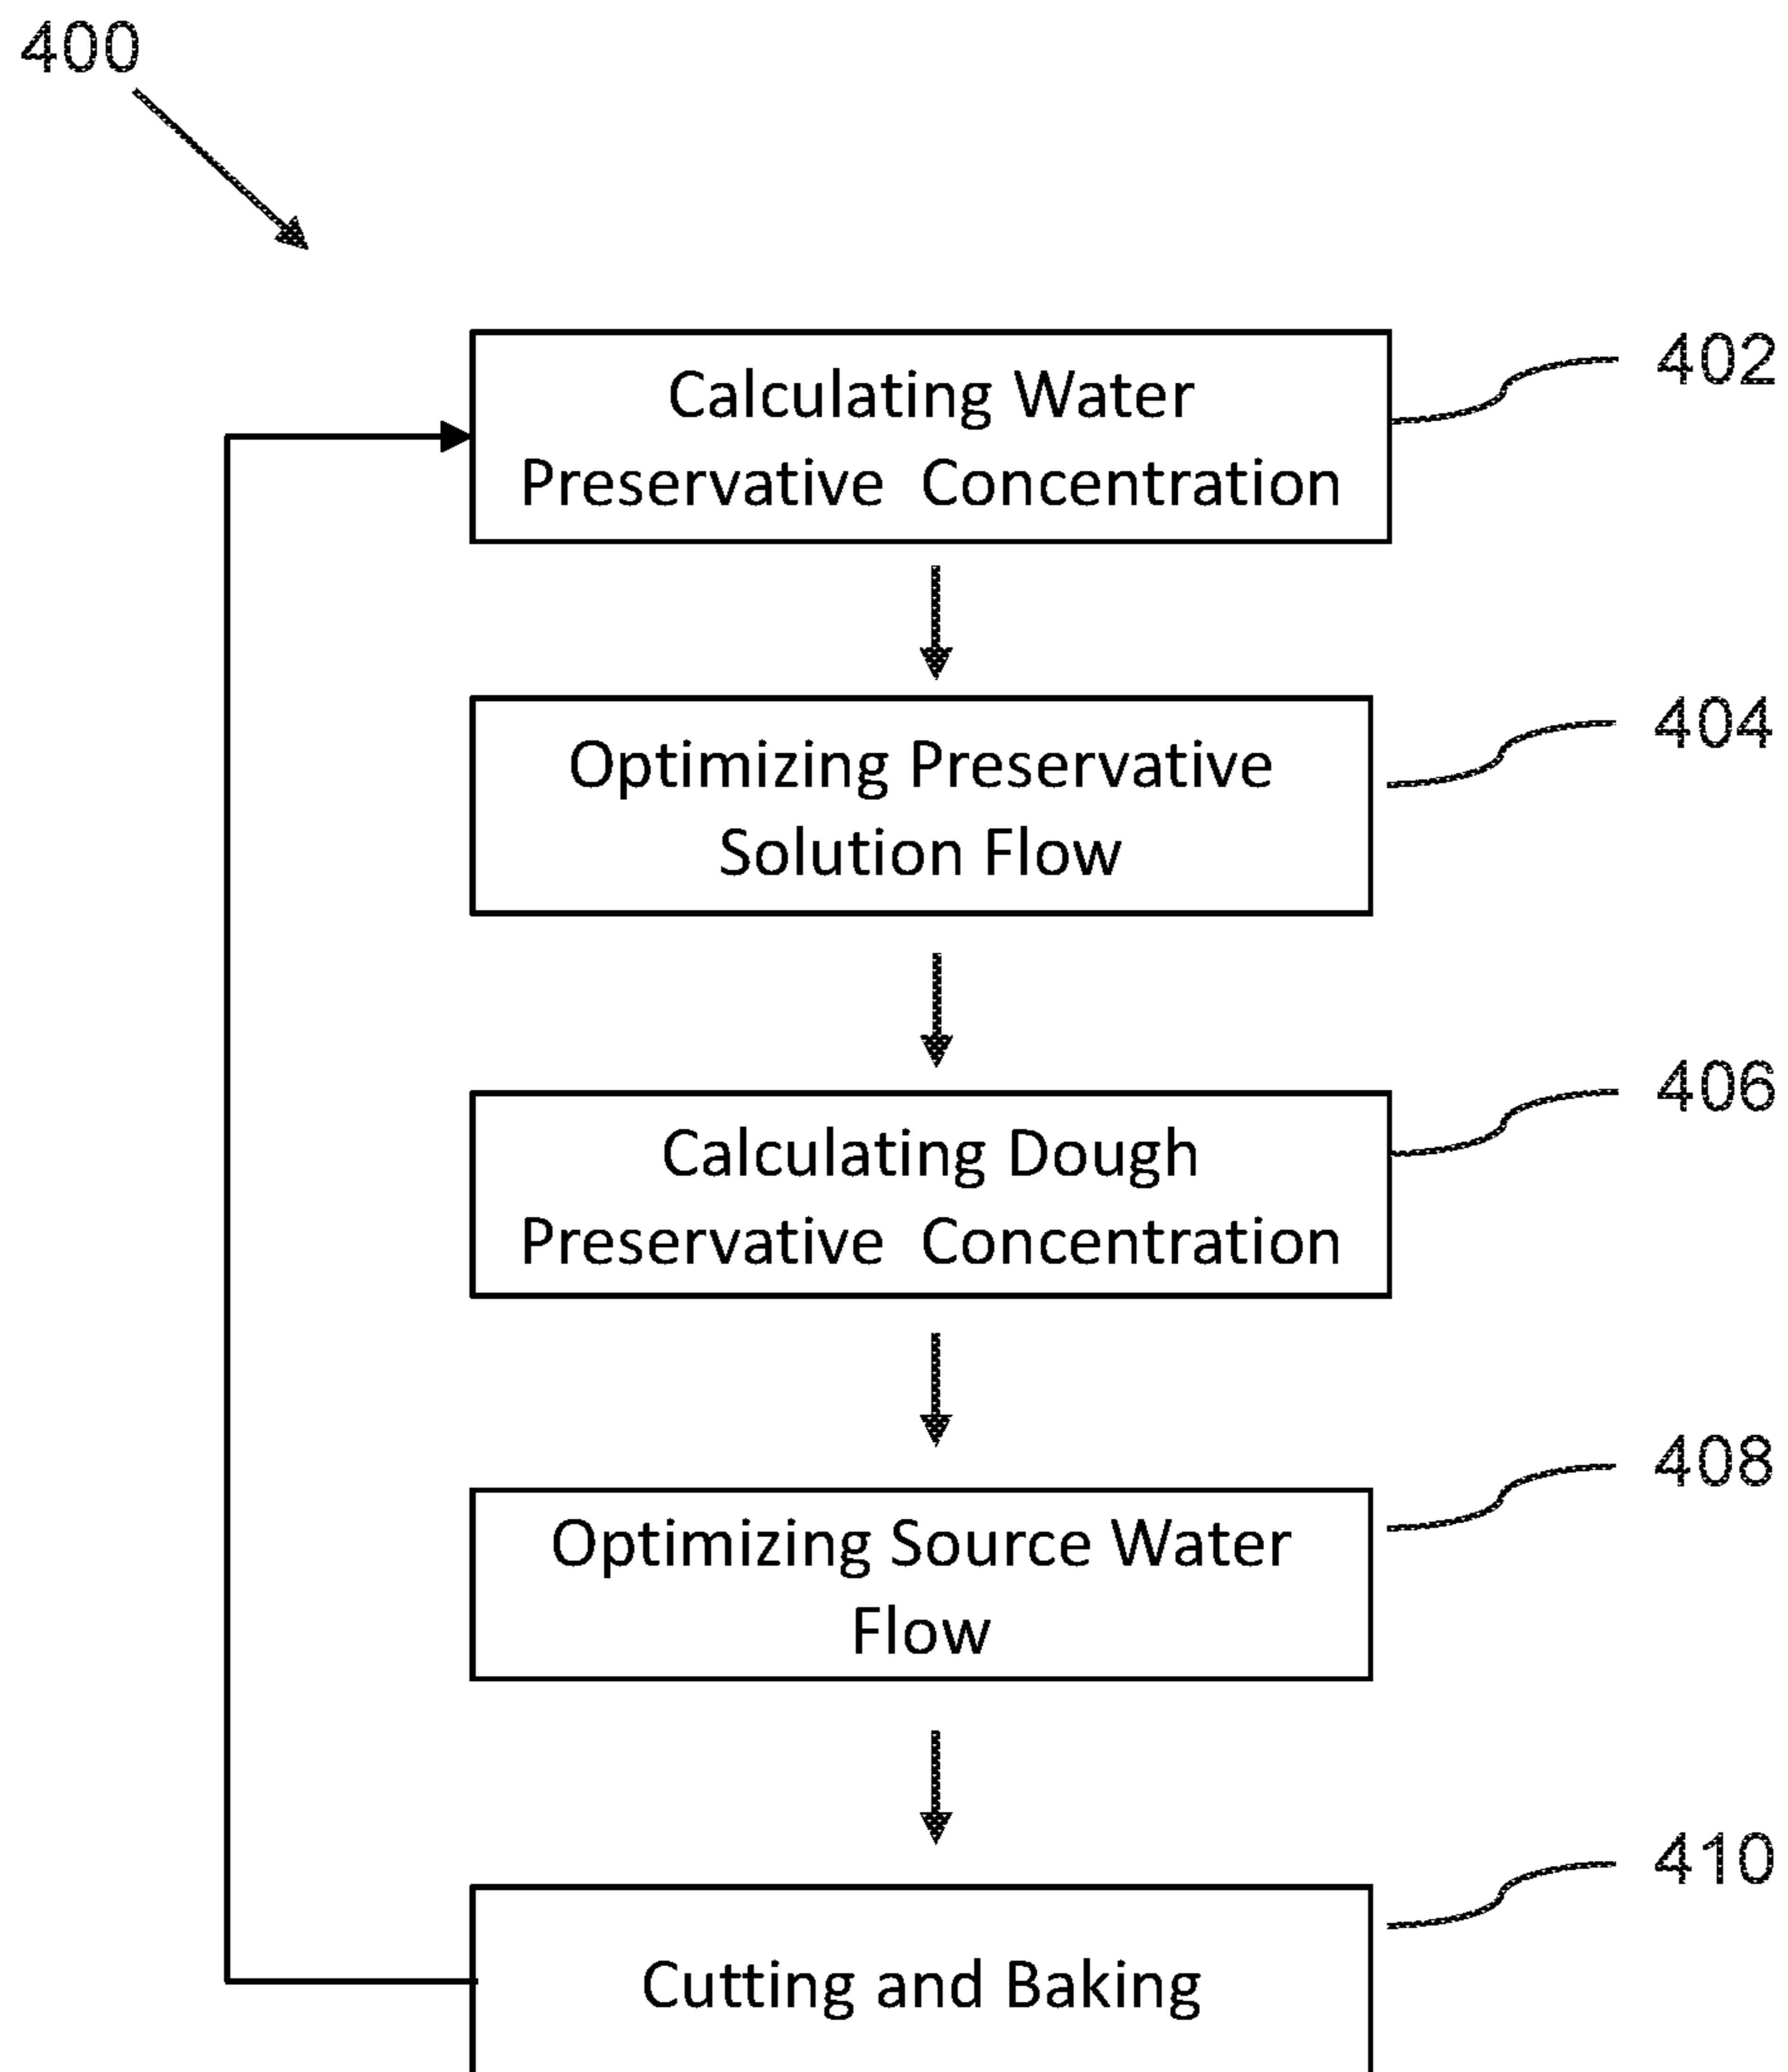 400
Calculating Water
Preservative Concentration
402
Optimizing Preservative
Solution Flow
404
Calculating Dough
Preservative Concentration
406
Optimizing Source Water
Flow
408
Cutting and Baking
410